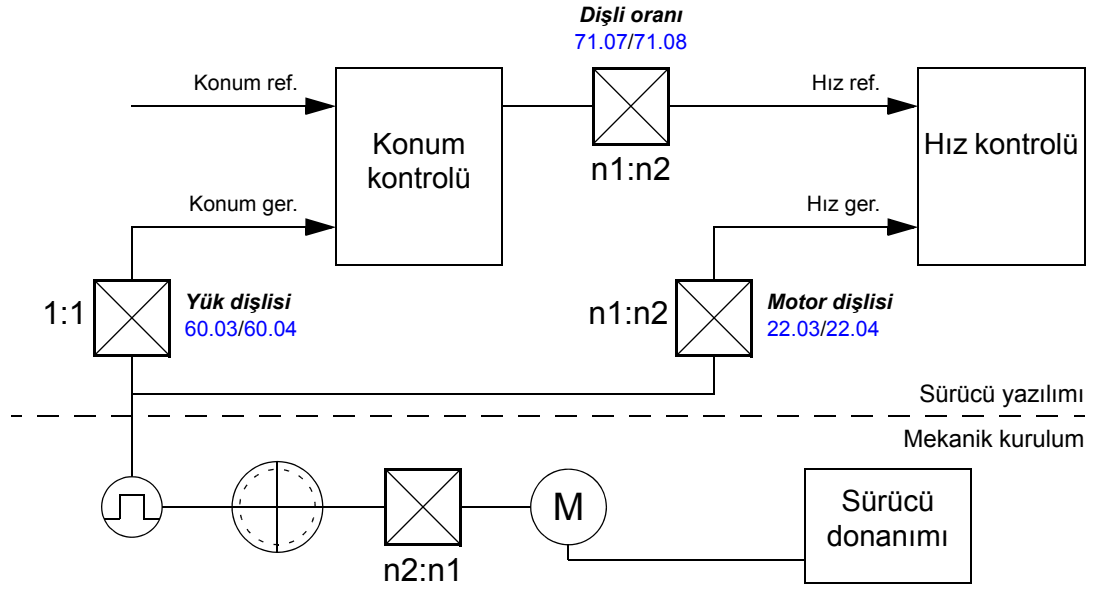 Dişli oranı
71.07/71.08
Konum ref.
Hız ref.
Konum
kontrolü
n1:n2
Hız kontrolü
Konum ger.
Hız ger.
1:1
Yük dişlisi
60.03/60.04
n1:n2
Motor dişlisi
22.03/22.04
Sürücü yazılımı
Mekanik kurulum
M
Sürücü
donanımı
n2:n1